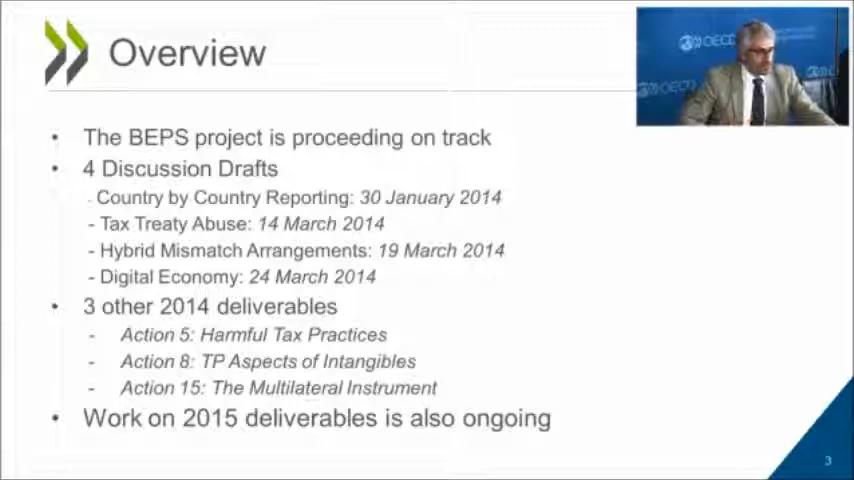 Overview
OECD
OECD
• The BEPS project is proceeding on track
• 4 Discussion Drafts
- Country by Country Reporting: 30 January 2014
- Tax Treaty Abuse: 14 March 2014
- Hybrid Mismatch Arrangements: 19 March 2014
- Digital Economy: 24 March 2014
• 3 other 2014 deliverables
- Action 5: Harmful Tax Practices
- Action 8: TP Aspects of Intangibles
- Action 15: The Multilateral Instrument
• Work on 2015 deliverables is also ongoing
3